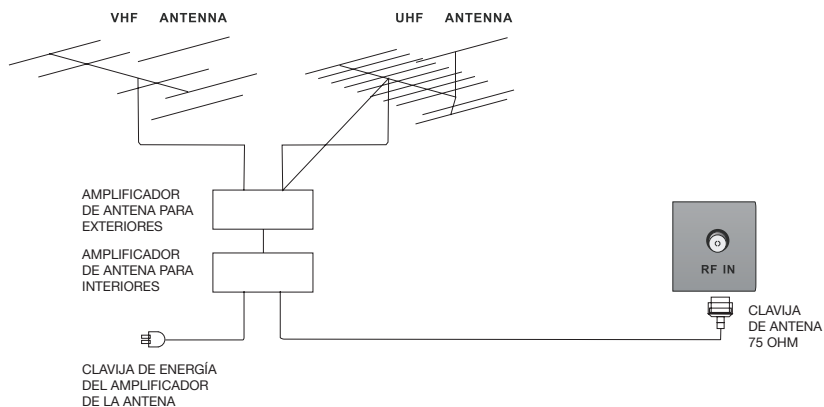 VHF ANTENNA
UHF ANTENNA
AMPLIFICADOR
DE ANTENA PARA
EXTERIORES
AMPLIFICADOR
DE ANTENA PARA
INTERIORES
RF IN
CLAVIJA
DE ANTENA
75 OHM
CLAVIJA DE ENERGÍA
DEL AMPLIFICADOR
DE LA ANTENA